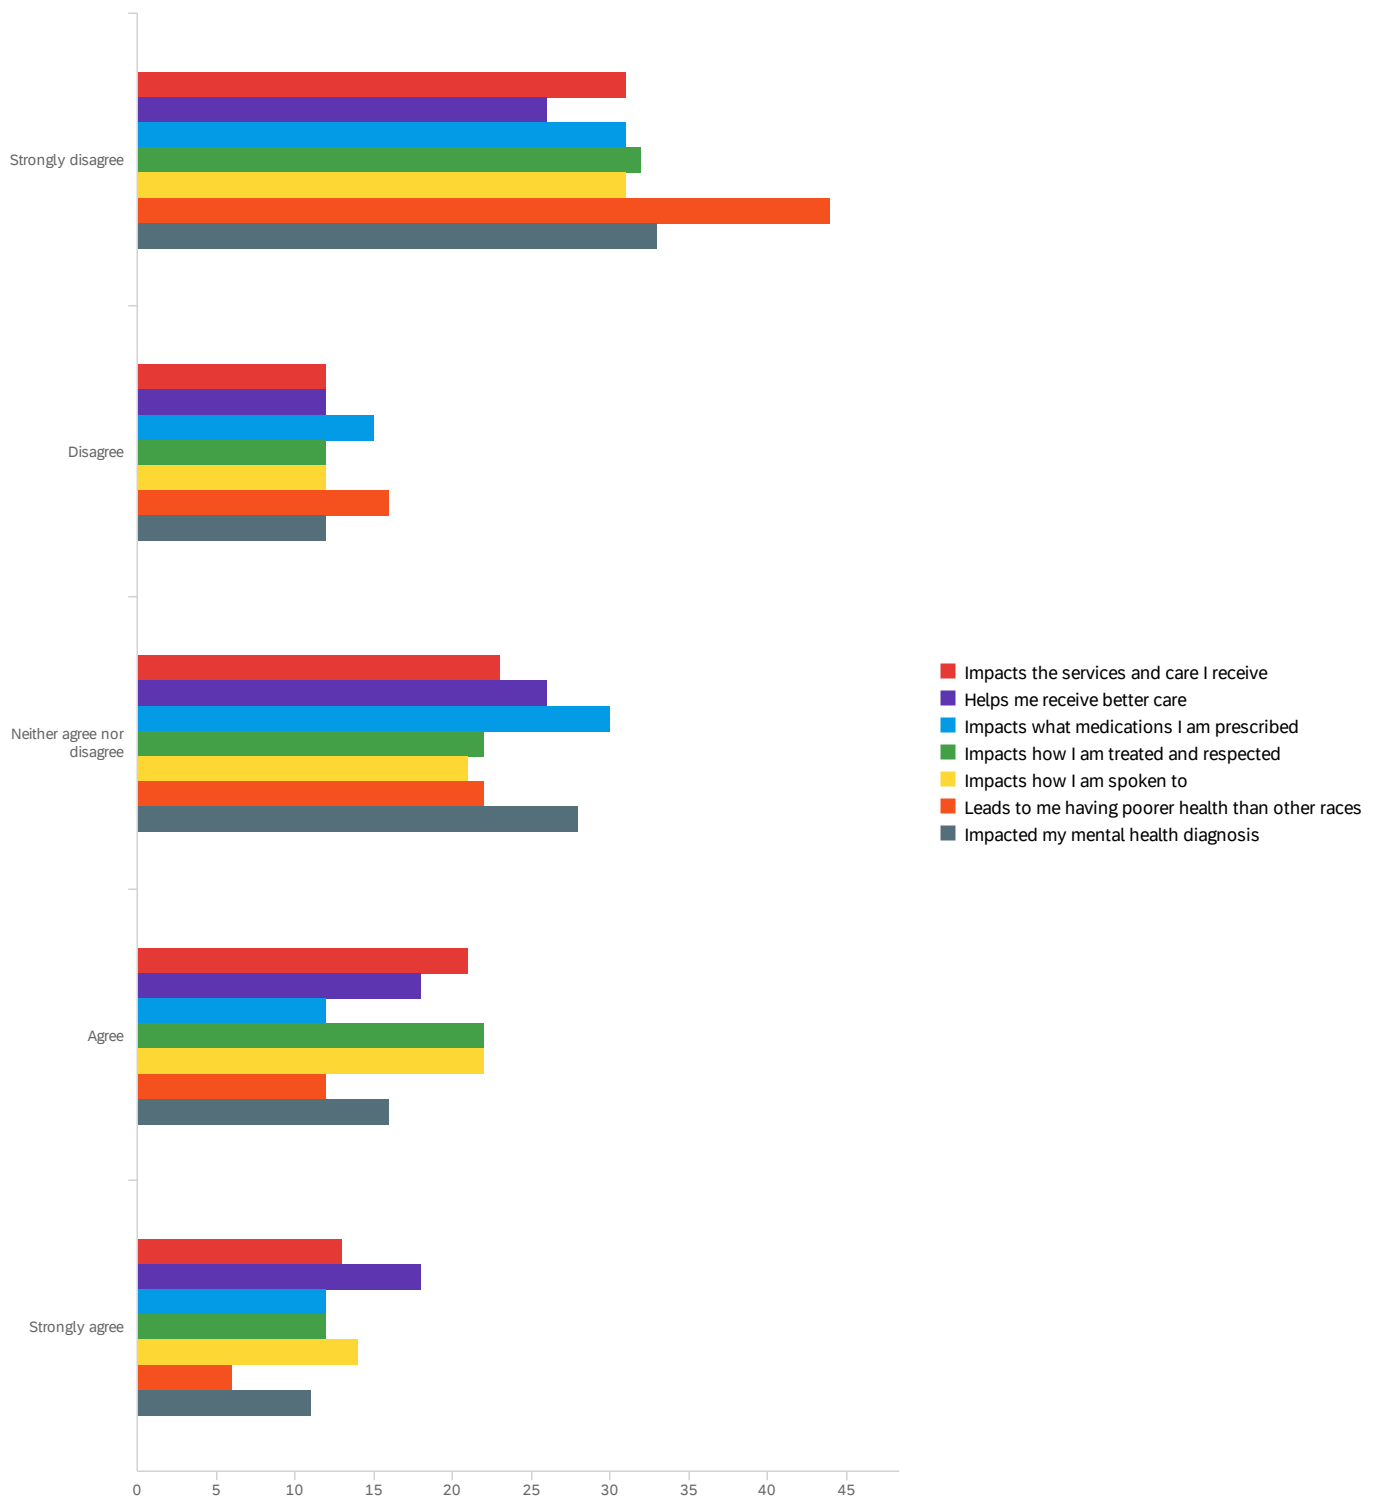 Strongly disagree
Disagree
Neither agree nor
disagree
Agree
Strongly agree
0 5 10 15 20 25 30 35 40 45
Impacts the services and care I receive
Helps me receive better care
Impacts what medications I am prescribed
Impacts how I am treated and respected
Impacts how I am spoken to
Leads to me having poorer health than other races
Impacted my mental health diagnosis